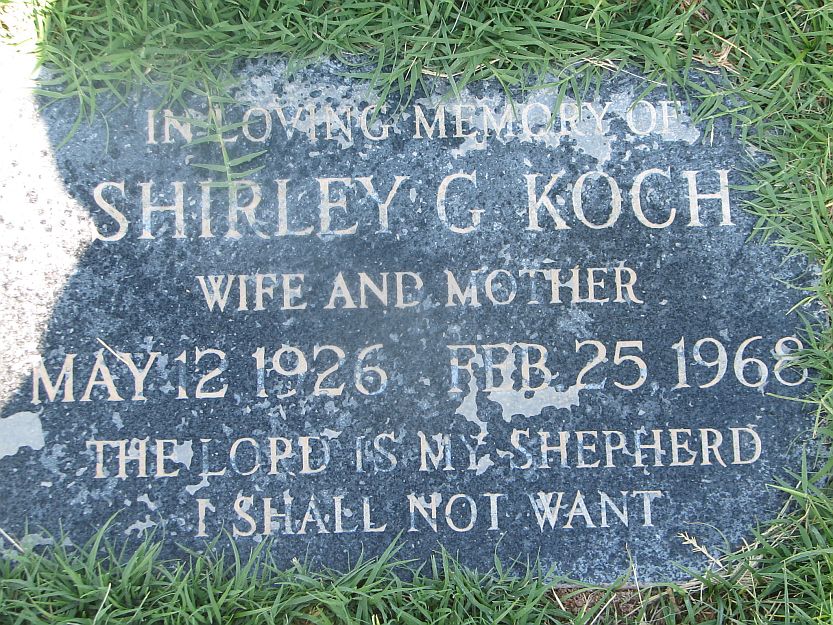 IN LOVING MEMORY OF
SHIRLEY G KOCH
WIFE AND MOTHER
MAY 12 1926 FEB 25 1968
THE LORD IS MY SHEPHERD
I SHALL NOT WANT